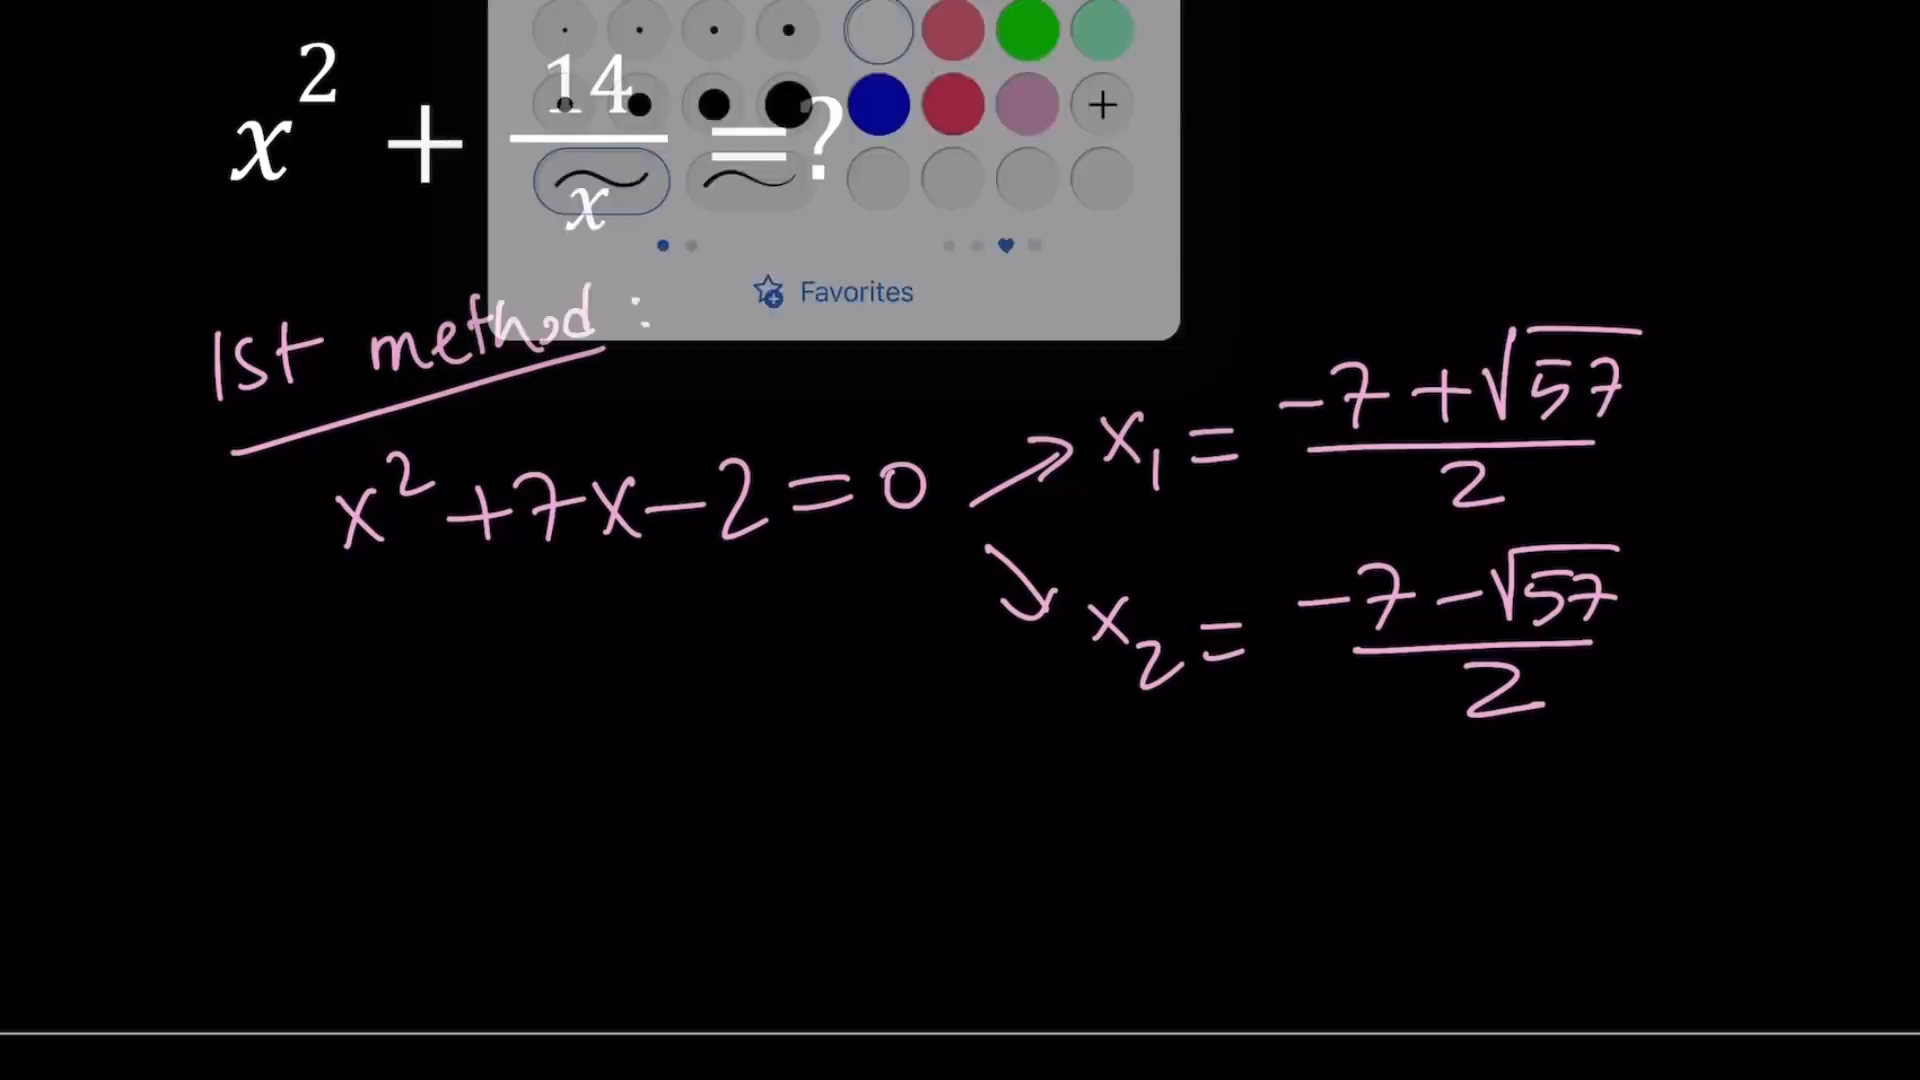 x² + 14/x = ?
Favorites
1st method:
x² + 7x - 2 = 0
x₁ = (-7 + √57)/2
x₂ = (-7 - √57)/2